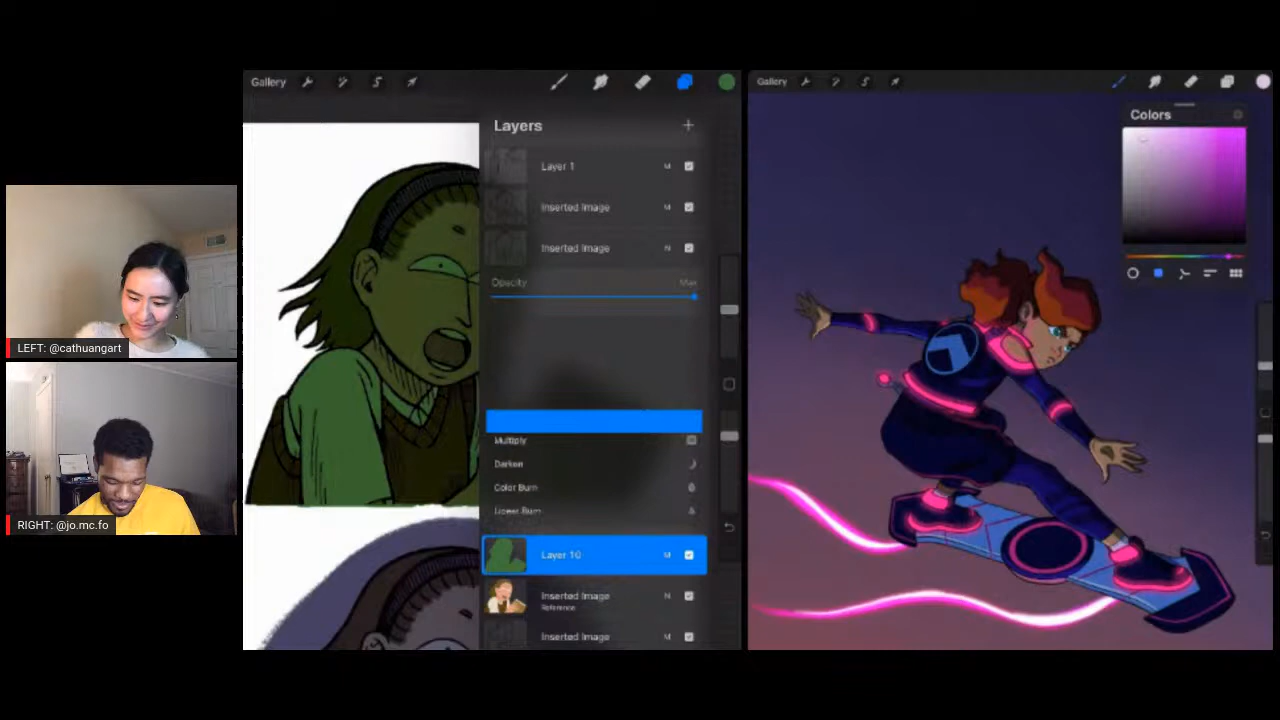 LEFT: @cathuangart
RIGHT: @jo.mc.fo
Gallery
Layers
Layer 1 M
Inserted Image M
Inserted Image N
Opacity Max
Multiply
Darken
Color Burn
Linear Burn
Layer 10 M
Inserted Image N
Reference
Inserted Image M
Gallery
Colors